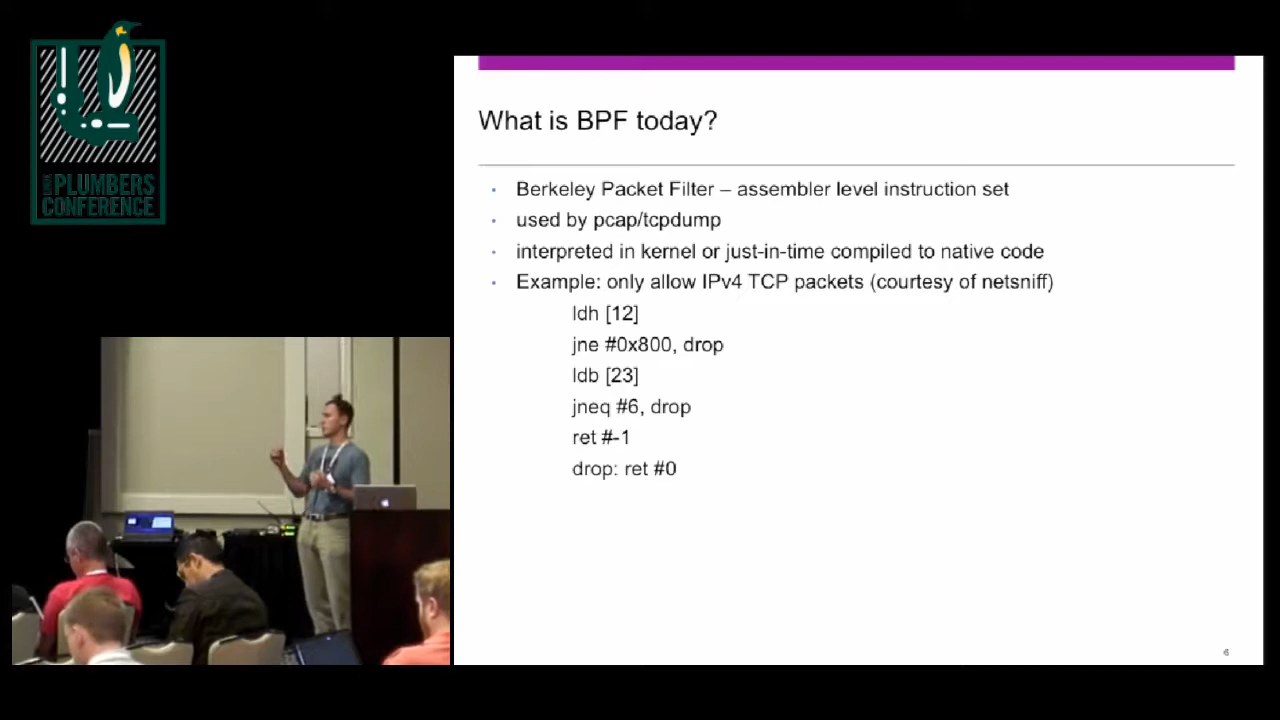 LINUX
PLUMBERS
CONFERENCE
What is BPF today?
• Berkeley Packet Filter – assembler level instruction set
• used by pcap/tcpdump
• interpreted in kernel or just-in-time compiled to native code
• Example: only allow IPv4 TCP packets (courtesy of netsniff)
ldh [12]
jne #0x800, drop
ldb [23]
jneq #6, drop
ret #-1
drop: ret #0
6